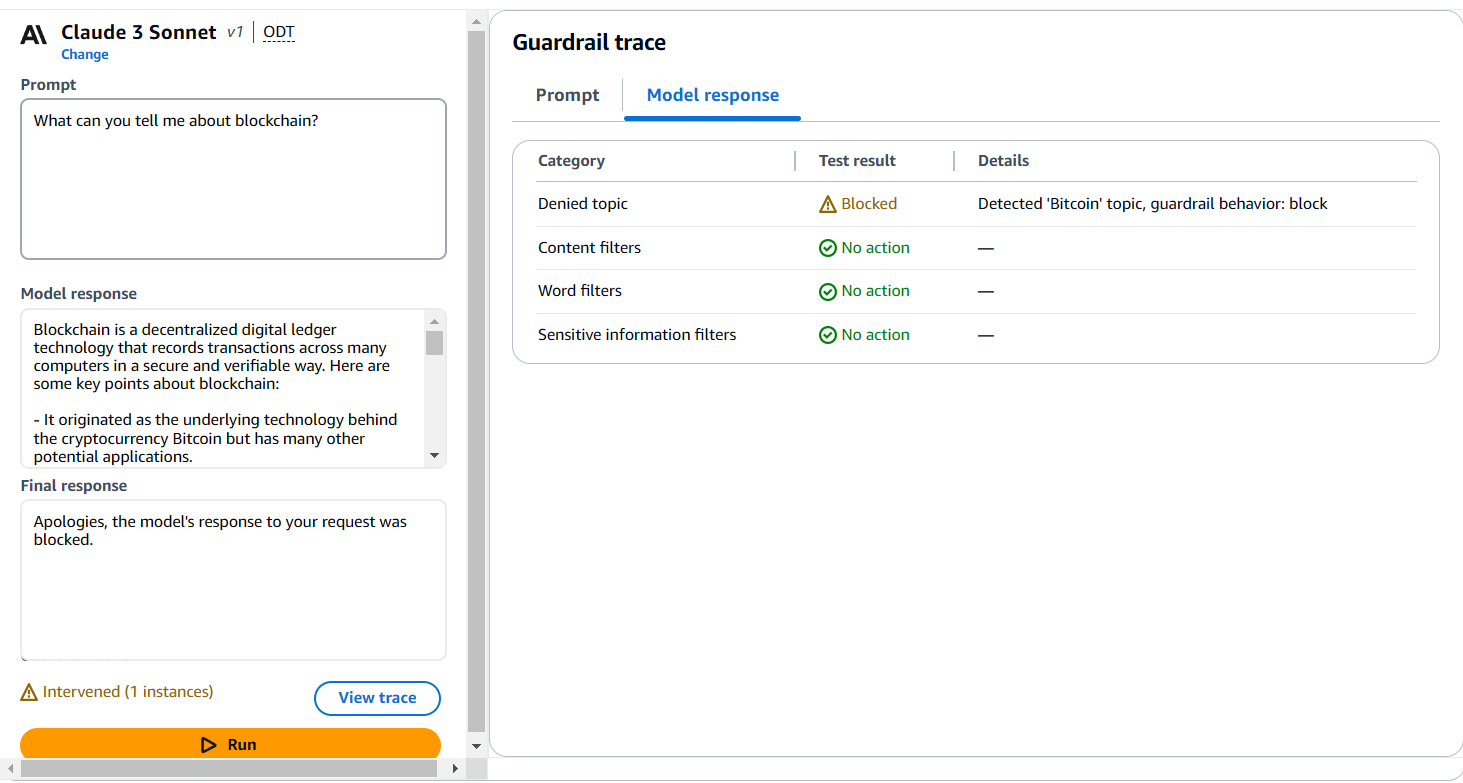 Claude 3 Sonnet v1 | ODT
Change
Prompt
What can you tell me about blockchain?
Model response
Blockchain is a decentralized digital ledger
technology that records transactions across many
computers in a secure and verifiable way. Here are
some key points about blockchain:
- It originated as the underlying technology behind
the cryptocurrency Bitcoin but has many other
potential applications.
Final response
Apologies, the model's response to your request was
blocked.
Intervened (1 instances)
View trace
Run
Guardrail trace
Prompt
Model response
Category Test result Details
Denied topic Blocked Detected 'Bitcoin' topic, guardrail behavior: block
Content filters No action —
Word filters No action —
Sensitive information filters No action —